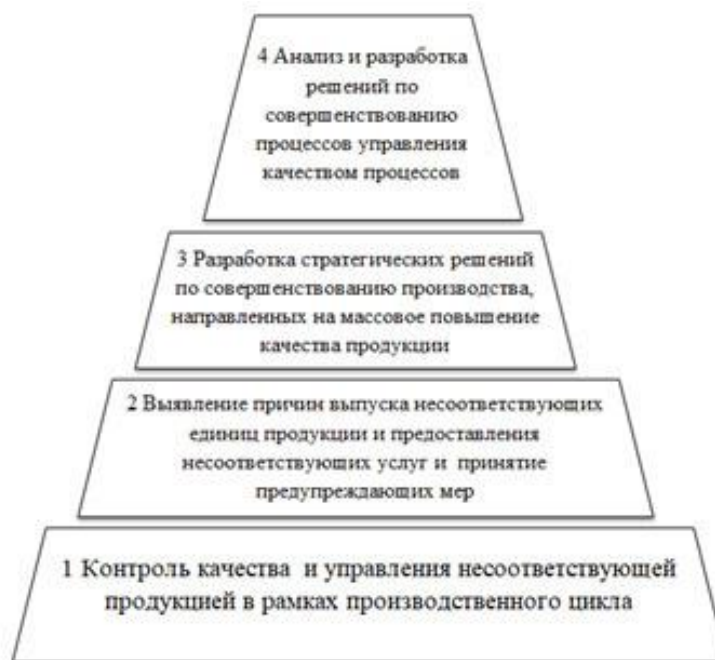 4 Анализ и разработка
решений по
совершенствованию
процессов управления
качеством процессов
3 Разработка стратегических решений
по совершенствованию производства,
направленных на массовое повышение
качества продукции
2 Выявление причин выпуска несоответствующих
единиц продукции и предоставления
несоответствующих услуг и принятие
предупреждающих мер
1 Контроль качества и управления несоответствующей
продукцией в рамках производственного цикла